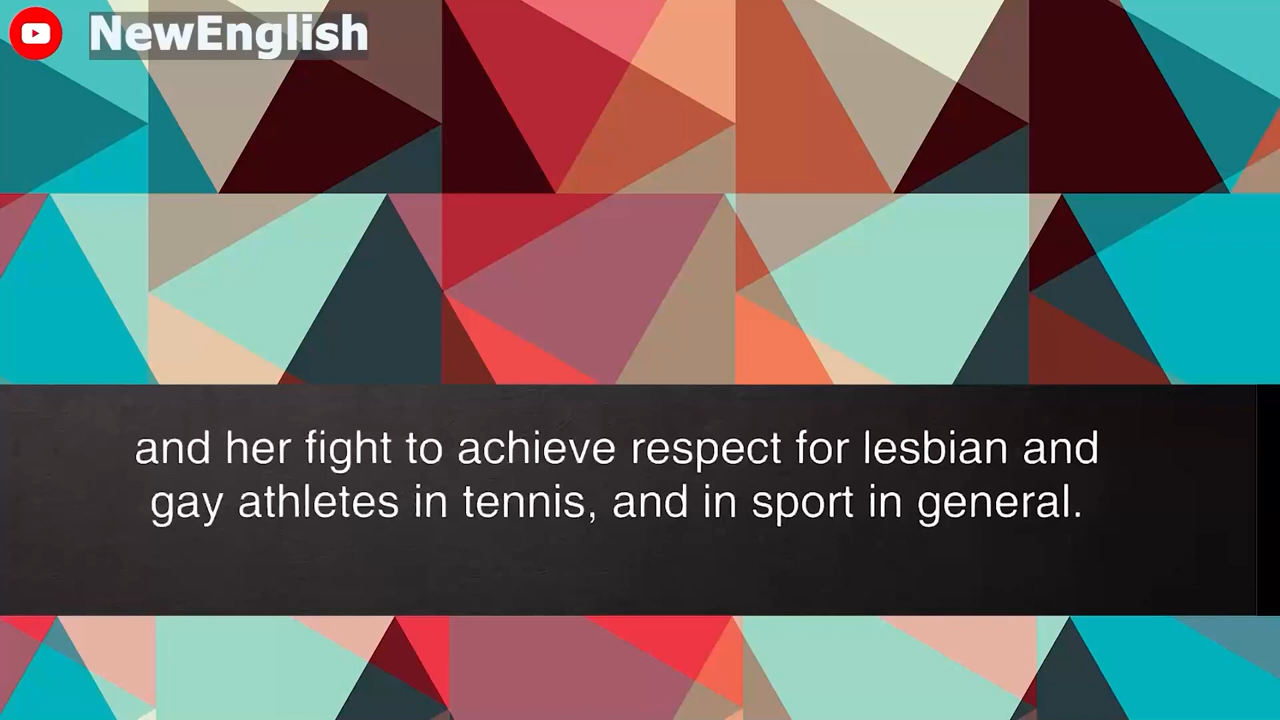 NewEnglish
and her fight to achieve respect for lesbian and
gay athletes in tennis, and in sport in general.